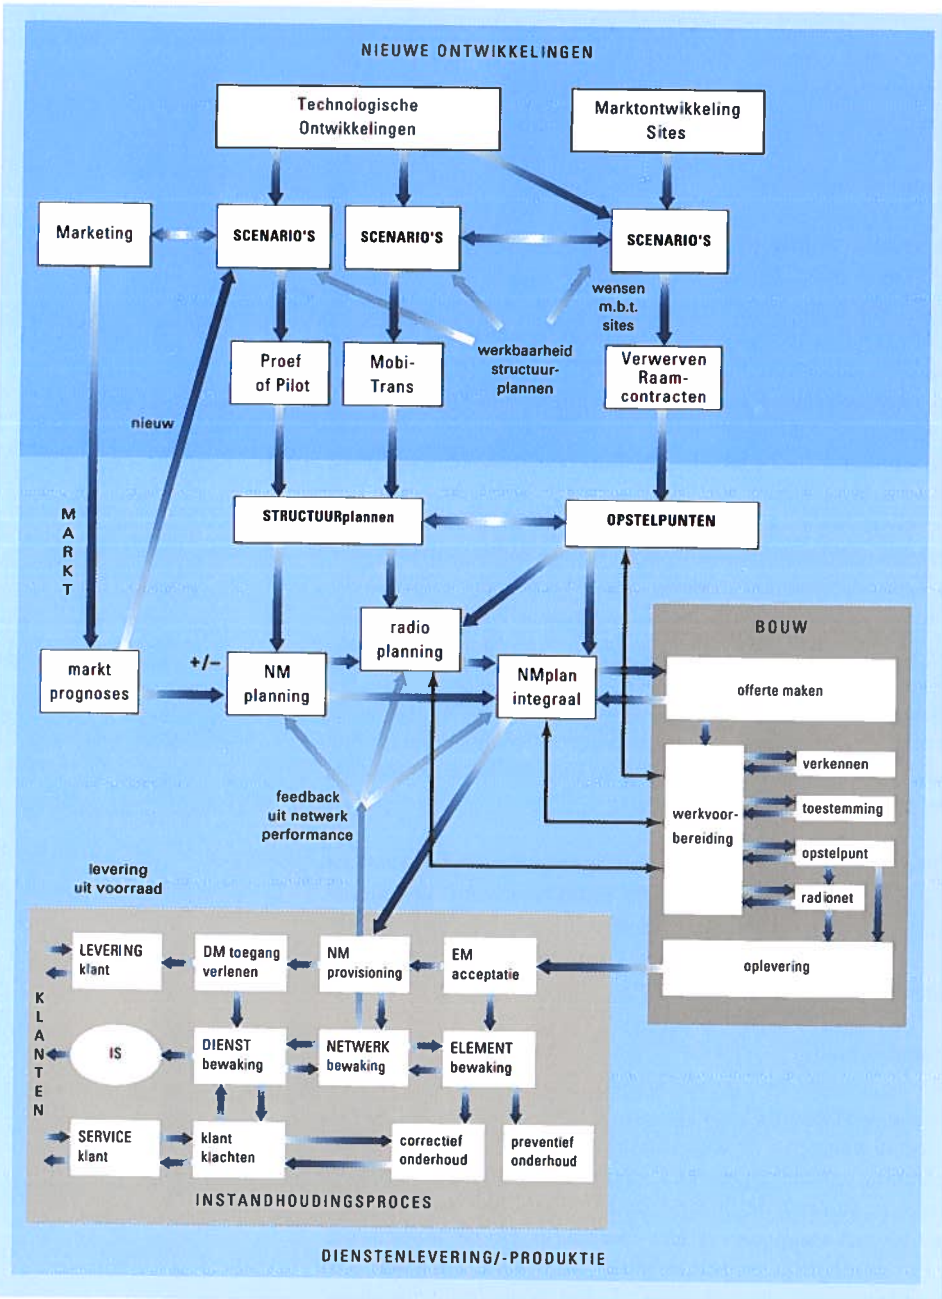 NIEUWE ONTWIKKELINGEN
Technologische
Ontwikkelingen
Marktontwikkeling
Sites
Marketing
SCENARIO'S
SCENARIO'S
SCENARIO'S
wensen
m.b.t.
sites
werkbaarheid
structuur-
plannen
Proef
of Pilot
Mobi-
Trans
Verwerven
Raam-
contracten
nieuw
MARKT
STRUCTUURplannen
OPSTELPUNTEN
radio
planning
markt
prognoses
+/–
NM
planning
NMplan
integraal
BOUW
offerte maken
werkvoor-
bereiding
verkennen
toestemming
opstelpunt
radionet
oplevering
feedback
uit netwerk
performance
levering
uit voorraad
KLANTEN
LEVERING
klant
DM toegang
verlenen
NM
provisioning
EM
acceptatie
IS
DIENST
bewaking
NETWERK
bewaking
ELEMENT
bewaking
SERVICE
klant
klant
klachten
correctief
onderhoud
preventief
onderhoud
INSTANDHOUDINGSPROCES
DIENSTENLEVERING/-PRODUKTIE